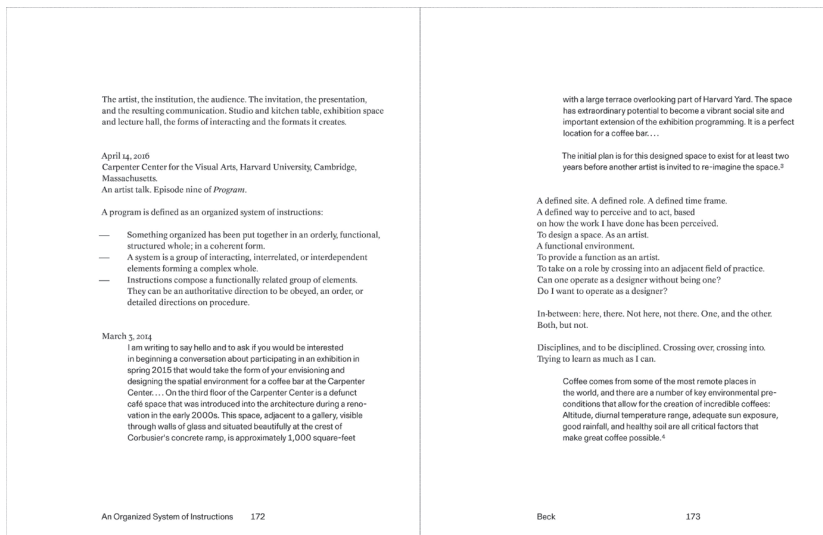 The artist, the institution, the audience. The invitation, the presentation,
and the resulting communication. Studio and kitchen table, exhibition space
and lecture hall, the forms of interacting and the formats it creates.
April 14, 2016
Carpenter Center for the Visual Arts, Harvard University, Cambridge,
Massachusetts.
An artist talk. Episode nine of Program.
A program is defined as an organized system of instructions:
— Something organized has been put together in an orderly, functional,
structured whole; in a coherent form.
— A system is a group of interacting, interrelated, or interdependent
elements forming a complex whole.
— Instructions compose a functionally related group of elements.
They can be an authoritative direction to be obeyed, an order, or
detailed directions on procedure.
March 3, 2014
I am writing to say hello and to ask if you would be interested
in beginning a conversation about participating in an exhibition in
spring 2015 that would take the form of your envisioning and
designing the spatial environment for a coffee bar at the Carpenter
Center.... On the third floor of the Carpenter Center is a defunct
café space that was introduced into the architecture during a reno-
vation in the early 2000s. This space, adjacent to a gallery, visible
through walls of glass and situated beautifully at the crest of
Corbusier's concrete ramp, is approximately 1,000 square-feet
An Organized System of Instructions 172
with a large terrace overlooking part of Harvard Yard. The space
has extraordinary potential to become a vibrant social site and
important extension of the exhibition programming. It is a perfect
location for a coffee bar....
The initial plan is for this designed space to exist for at least two
years before another artist is invited to re-imagine the space.³
A defined site. A defined role. A defined time frame.
A defined way to perceive and to act, based
on how the work I have done has been perceived.
To design a space. As an artist.
A functional environment.
To provide a function as an artist.
To take on a role by crossing into an adjacent field of practice.
Can one operate as a designer without being one?
Do I want to operate as a designer?
In-between: here, there. Not here, not there. One, and the other.
Both, but not.
Disciplines, and to be disciplined. Crossing over, crossing into.
Trying to learn as much as I can.
Coffee comes from some of the most remote places in
the world, and there are a number of key environmental pre-
conditions that allow for the creation of incredible coffees:
Altitude, diurnal temperature range, adequate sun exposure,
good rainfall, and healthy soil are all critical factors that
make great coffee possible.⁴
Beck 173